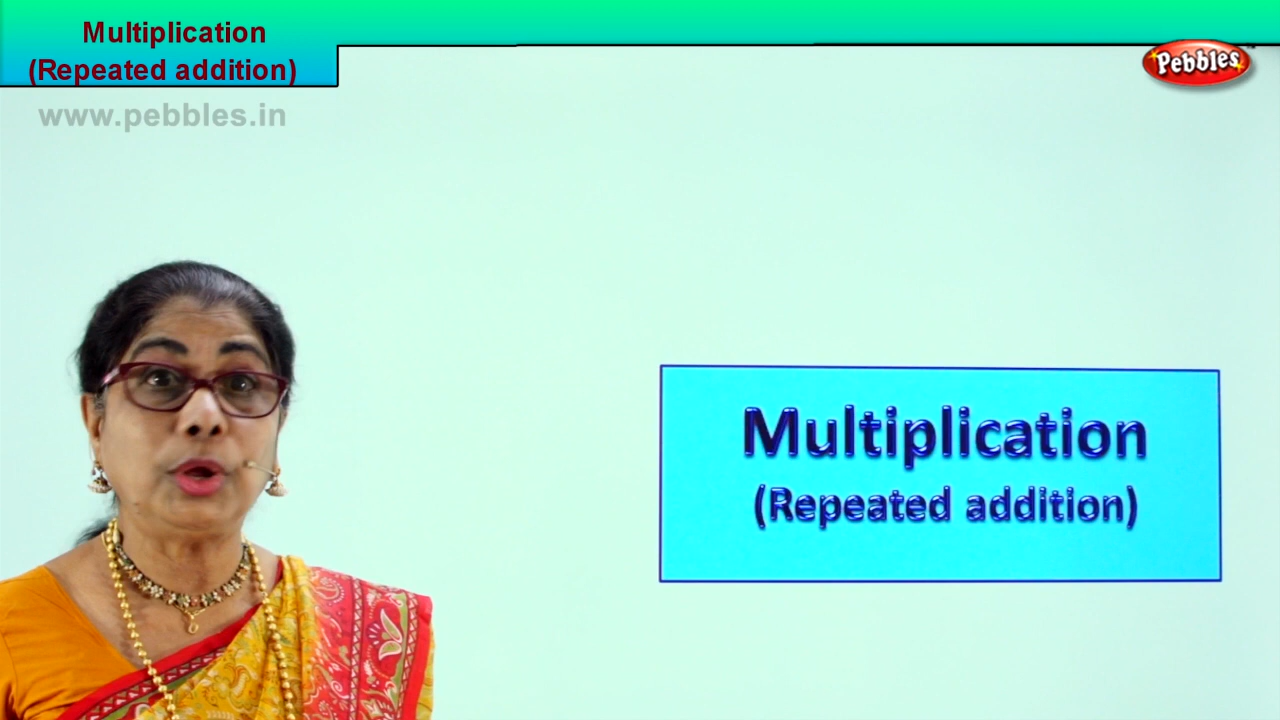 Multiplication
(Repeated addition)
www.pebbles.in
Pebbles
Multiplication
(Repeated addition)